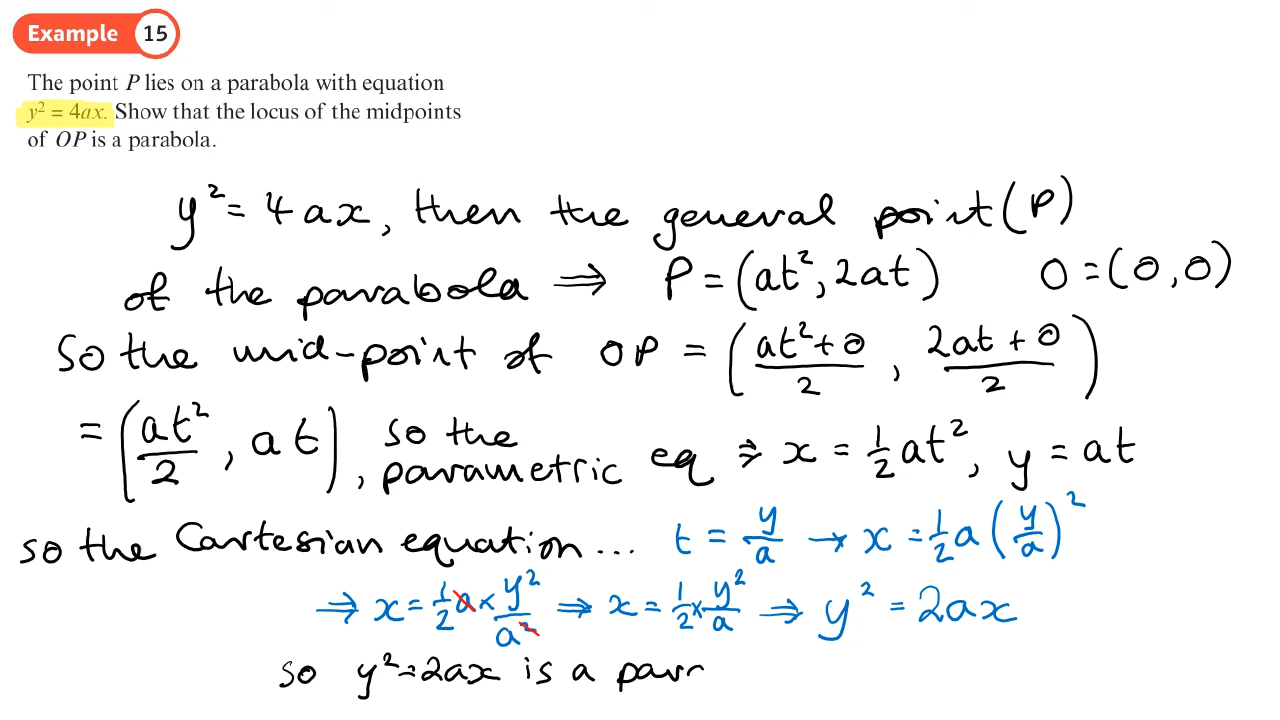 Example 15
The point P lies on a parabola with equation
y² = 4ax. Show that the locus of the midpoints
of OP is a parabola.
y² = 4ax, then the general point (P)
of the parabola ⇒ P = (at², 2at) O = (0,0)
So the mid-point of OP = ((at²+0)/2, (2at+0)/2)
= (at²/2, at), so the parametric eq ⇒ x = ½at², y = at
so the Cartesian equation... t = y/a → x = ½a(y/a)²
⇒ x = ½a × y²/a² ⇒ x = ½ × y²/a ⇒ y² = 2ax
so y² = 2ax is a parr